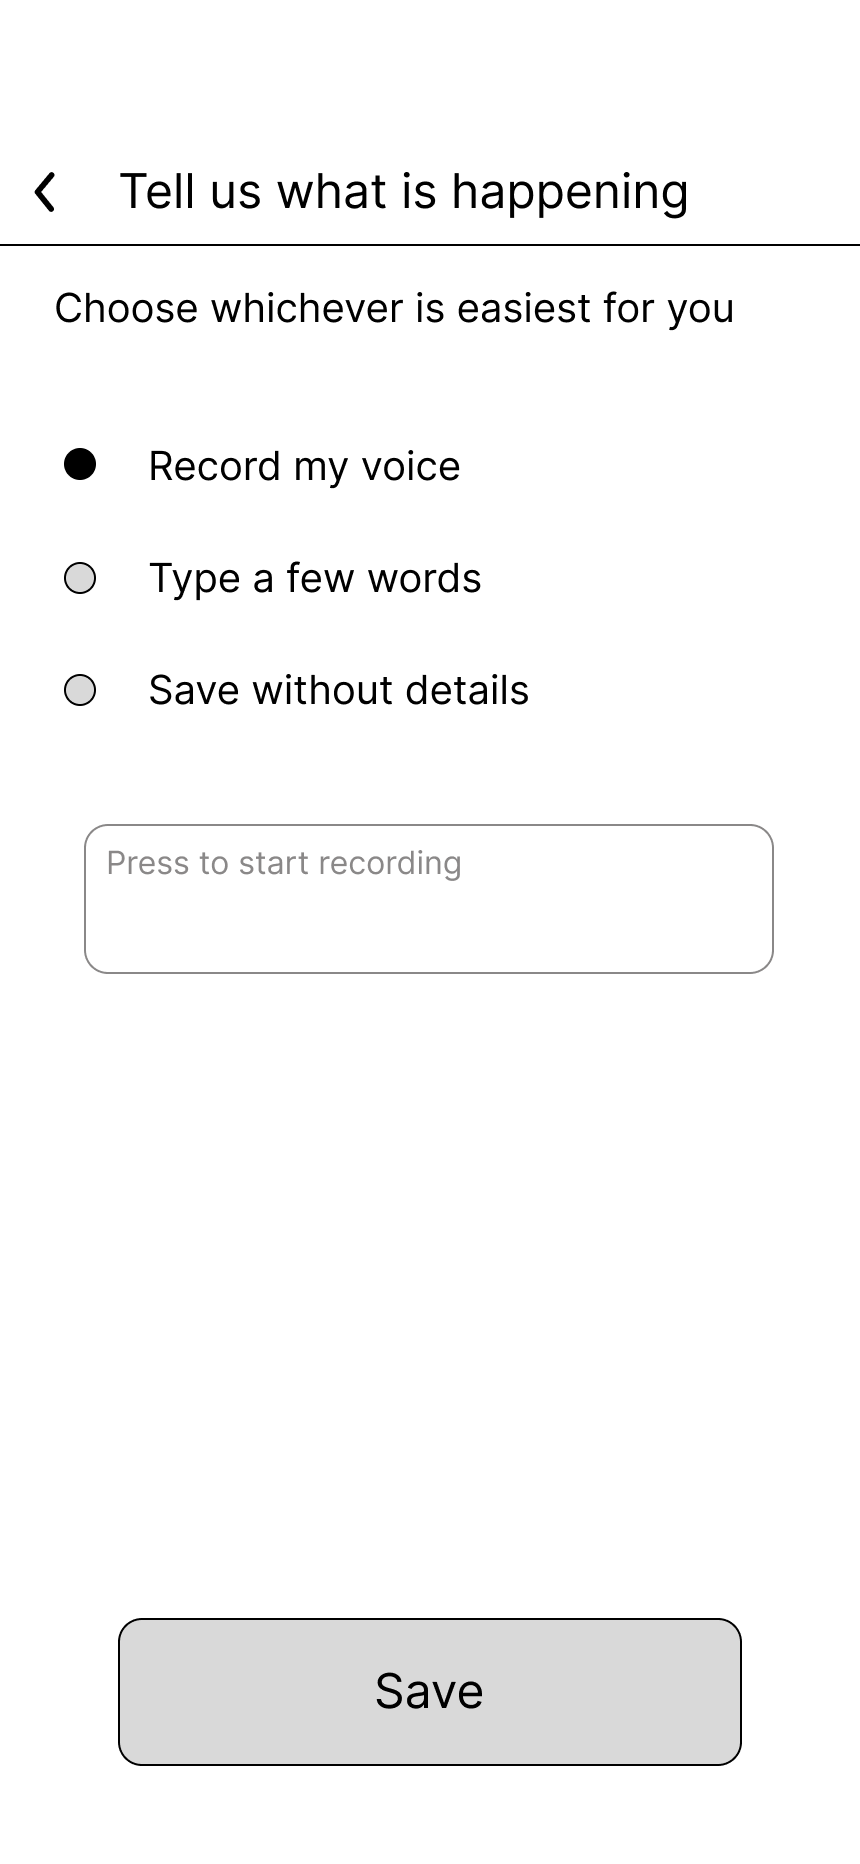 Tell us what is happening
Choose whichever is easiest for you
Record my voice
Type a few words
Save without details
Press to start recording
Save